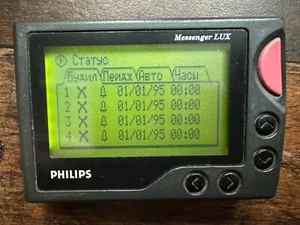 Messenger LUX
Статус
Будил Пейдж Авто Часы
1 01/01/95 00:00
2 01/01/95 00:00
3 01/01/95 00:00
4 01/01/95 00:00
PHILIPS